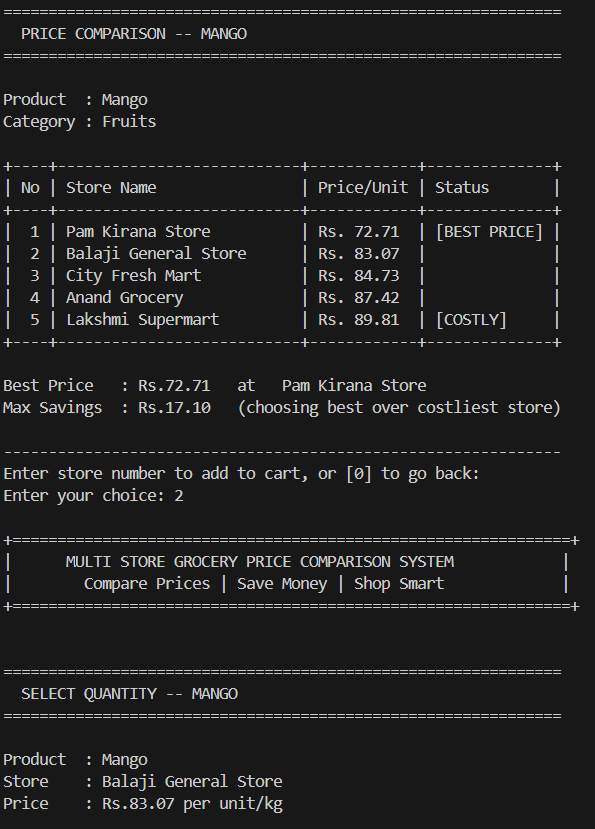 ==============================================================
  PRICE COMPARISON -- MANGO
==============================================================
Product  : Mango
Category : Fruits
+----+---------------------------+------------+--------------+
| No | Store Name                | Price/Unit | Status       |
+----+---------------------------+------------+--------------+
|  1 | Pam Kirana Store          | Rs. 72.71  | [BEST PRICE] |
|  2 | Balaji General Store      | Rs. 83.07  |              |
|  3 | City Fresh Mart           | Rs. 84.73  |              |
|  4 | Anand Grocery             | Rs. 87.42  |              |
|  5 | Lakshmi Supermart         | Rs. 89.81  | [COSTLY]     |
+----+---------------------------+------------+--------------+
Best Price   : Rs.72.71   at   Pam Kirana Store
Max Savings  : Rs.17.10   (choosing best over costliest store)
--------------------------------------------------------------
Enter store number to add to cart, or [0] to go back:
Enter your choice: 2
+==============================================================+
|      MULTI STORE GROCERY PRICE COMPARISON SYSTEM            |
|        Compare Prices | Save Money | Shop Smart             |
+==============================================================+
==============================================================
  SELECT QUANTITY -- MANGO
==============================================================
Product  : Mango
Store    : Balaji General Store
Price    : Rs.83.07 per unit/kg